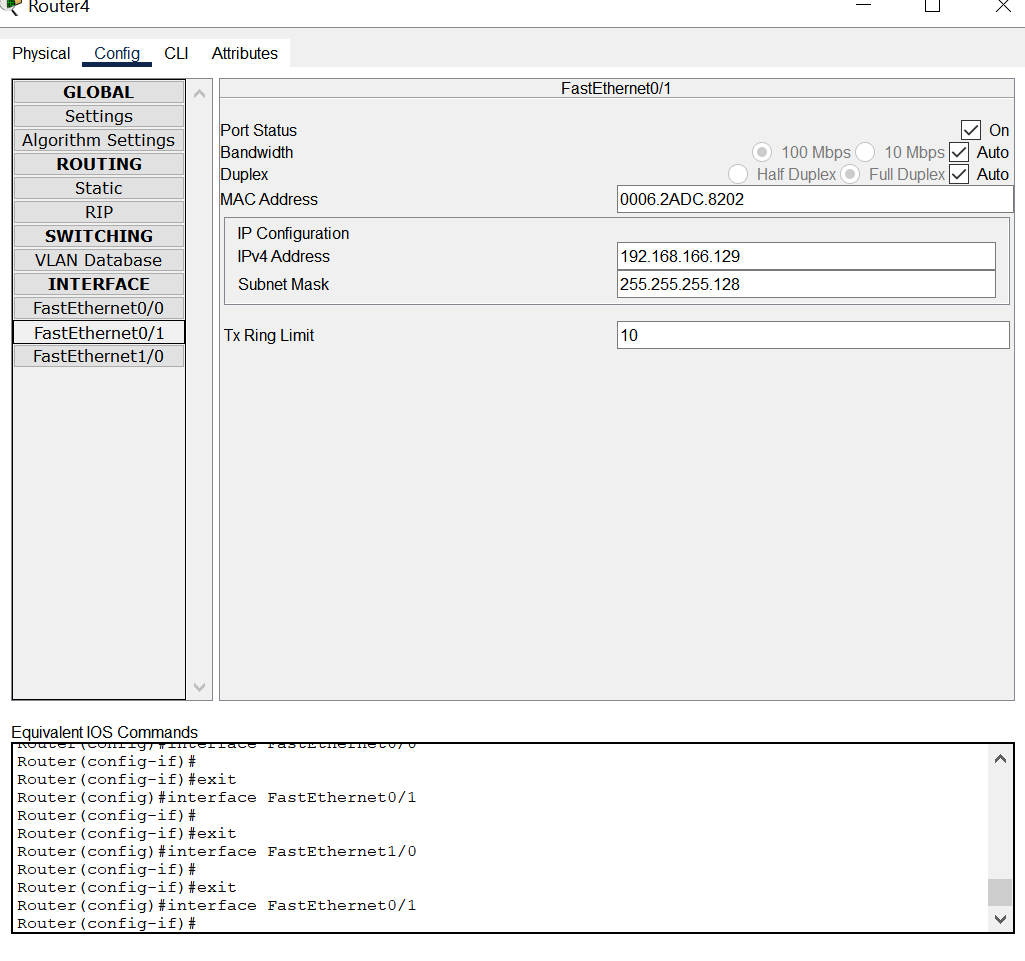 Router4
Physical Config CLI Attributes
GLOBAL
Settings
Algorithm Settings
ROUTING
Static
RIP
SWITCHING
VLAN Database
INTERFACE
FastEthernet0/0
FastEthernet0/1
FastEthernet1/0
FastEthernet0/1
Port Status On
Bandwidth 100 Mbps 10 Mbps Auto
Duplex Half Duplex Full Duplex Auto
MAC Address 0006.2ADC.8202
IP Configuration
IPv4 Address 192.168.166.129
Subnet Mask 255.255.255.128
Tx Ring Limit 10
Equivalent IOS Commands
Router(config)#interface FastEthernet0/0
Router(config-if)#
Router(config-if)#exit
Router(config)#interface FastEthernet0/1
Router(config-if)#
Router(config-if)#exit
Router(config)#interface FastEthernet1/0
Router(config-if)#
Router(config-if)#exit
Router(config)#interface FastEthernet0/1
Router(config-if)#